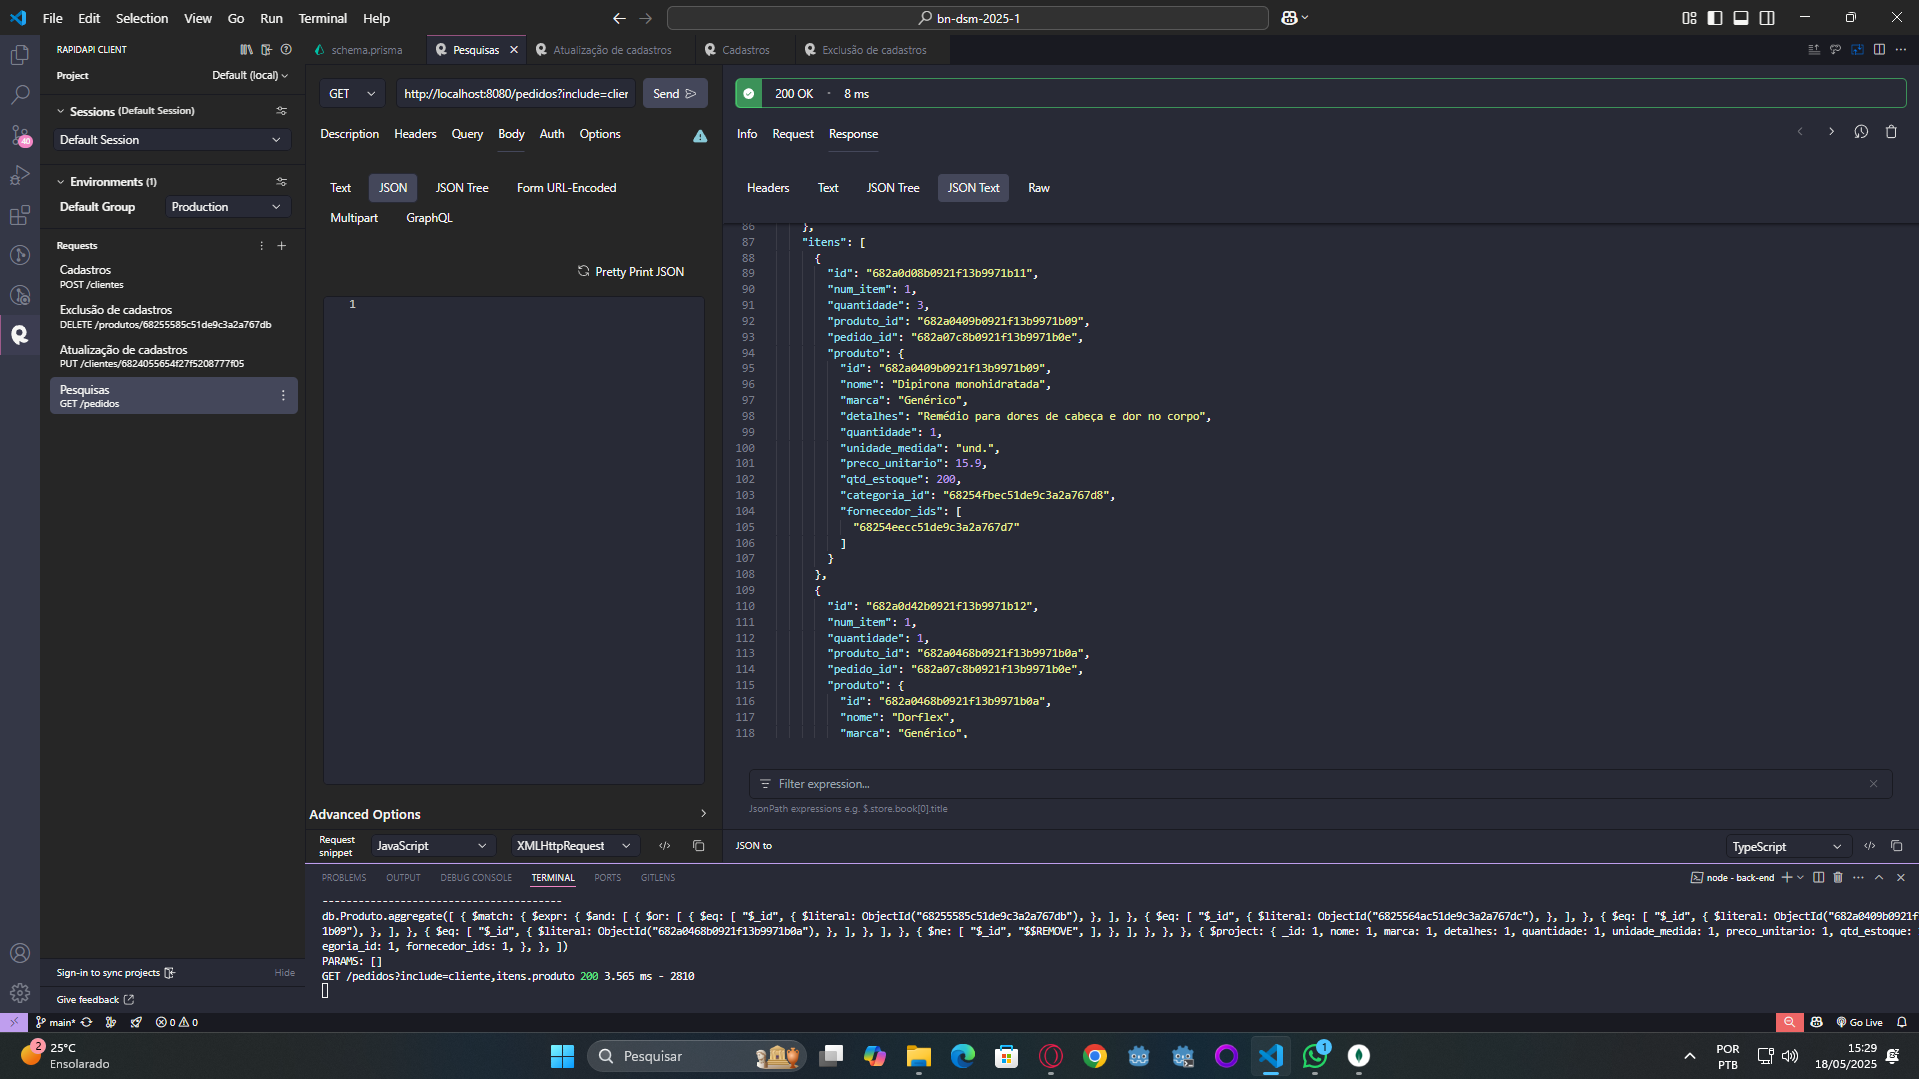 File Edit Selection View Go Run Terminal Help
bn-dsm-2025-1
RAPIDAPI CLIENT
Project
Default (local)
Sessions (Default Session)
Default Session
Environments (1)
Default Group
Production
Requests
Cadastros
POST /clientes
Exclusão de cadastros
DELETE /produtos/68255585c51de9c3a2a767db
Atualização de cadastros
PUT /clientes/6824055654f27f5208777f05
Pesquisas
GET /pedidos
Sign-in to sync projects
Hide
Give feedback
40
schema.prisma
Pesquisas
Atualização de cadastros
Cadastros
Exclusão de cadastros
GET
http://localhost:8080/pedidos?include=clier
Send
Description Headers Query Body Auth Options
Text JSON JSON Tree Form URL-Encoded
Multipart GraphQL
Pretty Print JSON
1
Advanced Options
Request snippet
JavaScript
XMLHttpRequest
200 OK • 8 ms
Info Request Response
Headers Text JSON Tree JSON Text Raw
86 },
87 "itens": [
88 {
89 "id": "682a0d08b0921f13b9971b11",
90 "num_item": 1,
91 "quantidade": 3,
92 "produto_id": "682a0409b0921f13b9971b09",
93 "pedido_id": "682a07c8b0921f13b9971b0e",
94 "produto": {
95 "id": "682a0409b0921f13b9971b09",
96 "nome": "Dipirona monohidratada",
97 "marca": "Genérico",
98 "detalhes": "Remédio para dores de cabeça e dor no corpo",
99 "quantidade": 1,
100 "unidade_medida": "und.",
101 "preco_unitario": 15.9,
102 "qtd_estoque": 200,
103 "categoria_id": "68254fbec51de9c3a2a767d8",
104 "fornecedor_ids": [
105 "68254eecc51de9c3a2a767d7"
106 ]
107 }
108 },
109 {
110 "id": "682a0d42b0921f13b9971b12",
111 "num_item": 1,
112 "quantidade": 1,
113 "produto_id": "682a0468b0921f13b9971b0a",
114 "pedido_id": "682a07c8b0921f13b9971b0e",
115 "produto": {
116 "id": "682a0468b0921f13b9971b0a",
117 "nome": "Dorflex",
118 "marca": "Genérico",
Filter expression...
JsonPath expressions e.g. $.store.book[0].title
JSON to
TypeScript
PROBLEMS OUTPUT DEBUG CONSOLE TERMINAL PORTS GITLENS
node - back-end
----------------------------------------
db.Produto.aggregate([ { $match: { $expr: { $and: [ { $or: [ { $eq: [ "$_id", { $literal: ObjectId("68255585c51de9c3a2a767db"), }, ], }, { $eq: [ "$_id", { $literal: ObjectId("6825564ac51de9c3a2a767dc"), }, ], }, { $eq: [ "$_id", { $literal: ObjectId("682a0409b0921f
1b09"), }, ], }, { $eq: [ "$_id", { $literal: ObjectId("682a0468b0921f13b9971b0a"), }, ], }, ], }, { $ne: [ "$_id", "$$REMOVE", ], }, ], }, }, }, { $project: { _id: 1, nome: 1, marca: 1, detalhes: 1, quantidade: 1, unidade_medida: 1, preco_unitario: 1, qtd_estoque:
egoria_id: 1, fornecedor_ids: 1, }, }, ])
PARAMS: []
GET /pedidos?include=cliente,itens.produto 200 3.565 ms - 2810
main* 0 0
Go Live
2
25°C
Ensolarado
Pesquisar
1
POR
PTB
15:29
18/05/2025